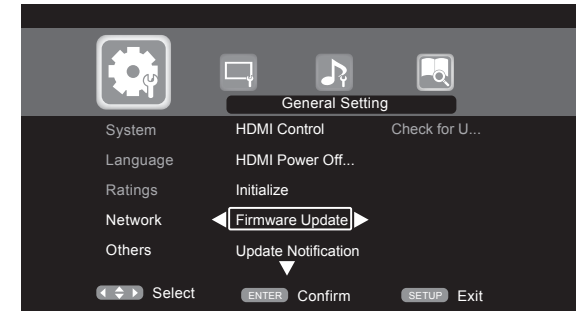 General Setting
System HDMI Control Check for U...
Language HDMI Power Off...
Ratings Initialize
Network Firmware Update
Others Update Notification
Select ENTER Confirm SETUP Exit